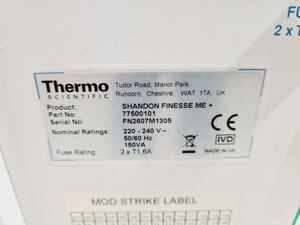 FU
2 x T
Thermo
SCIENTIFIC
Tudor Road, Manor Park
Runcorn, Cheshire, WA7 1TA, UK
Product: SHANDON FINESSE ME +
Part No: 77500101
Serial No: FN2607M1305
Nominal Ratings: 220 - 240 V ~
50/60 Hz
150VA
Fuse Rating 2 x T1.6A
CE
IVD
MADE IN UK
MOD STRIKE LABEL